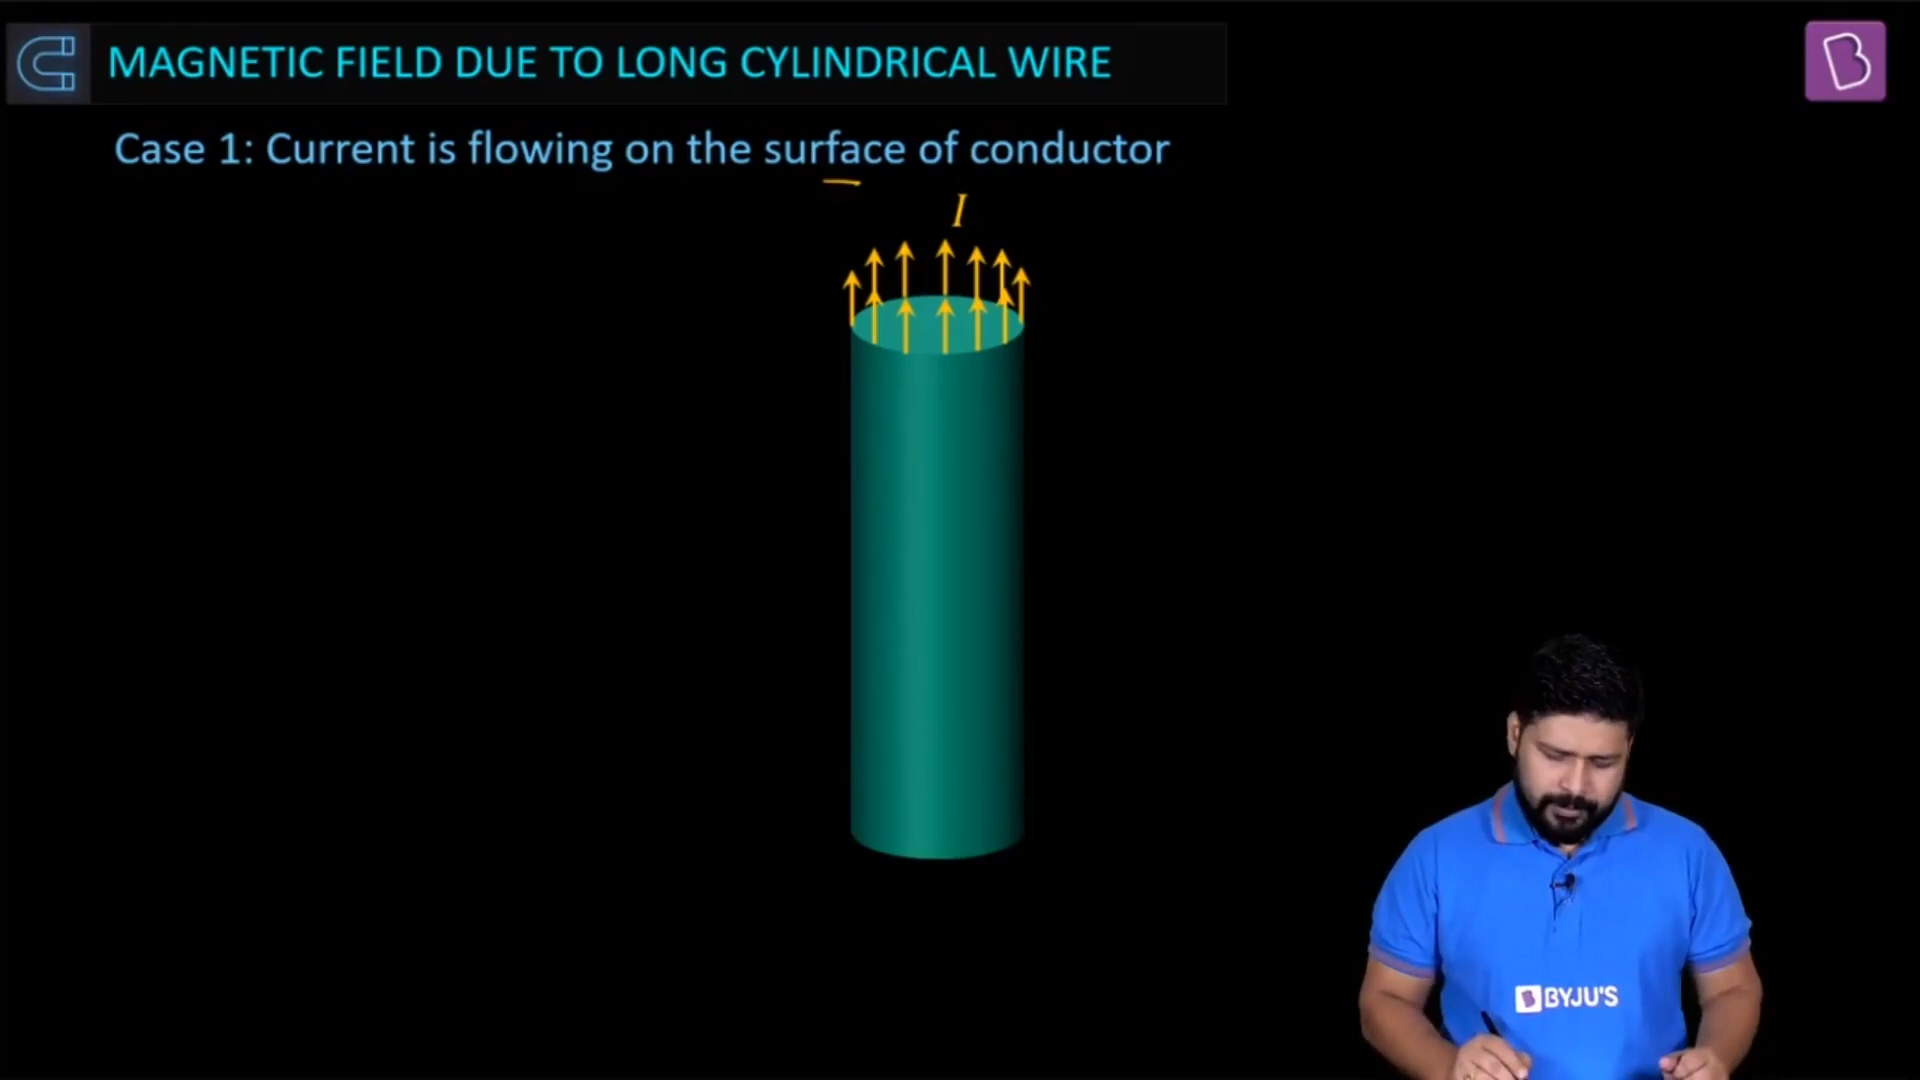 MAGNETIC FIELD DUE TO LONG CYLINDRICAL WIRE
Case 1: Current is flowing on the surface of conductor
I
BYJU'S